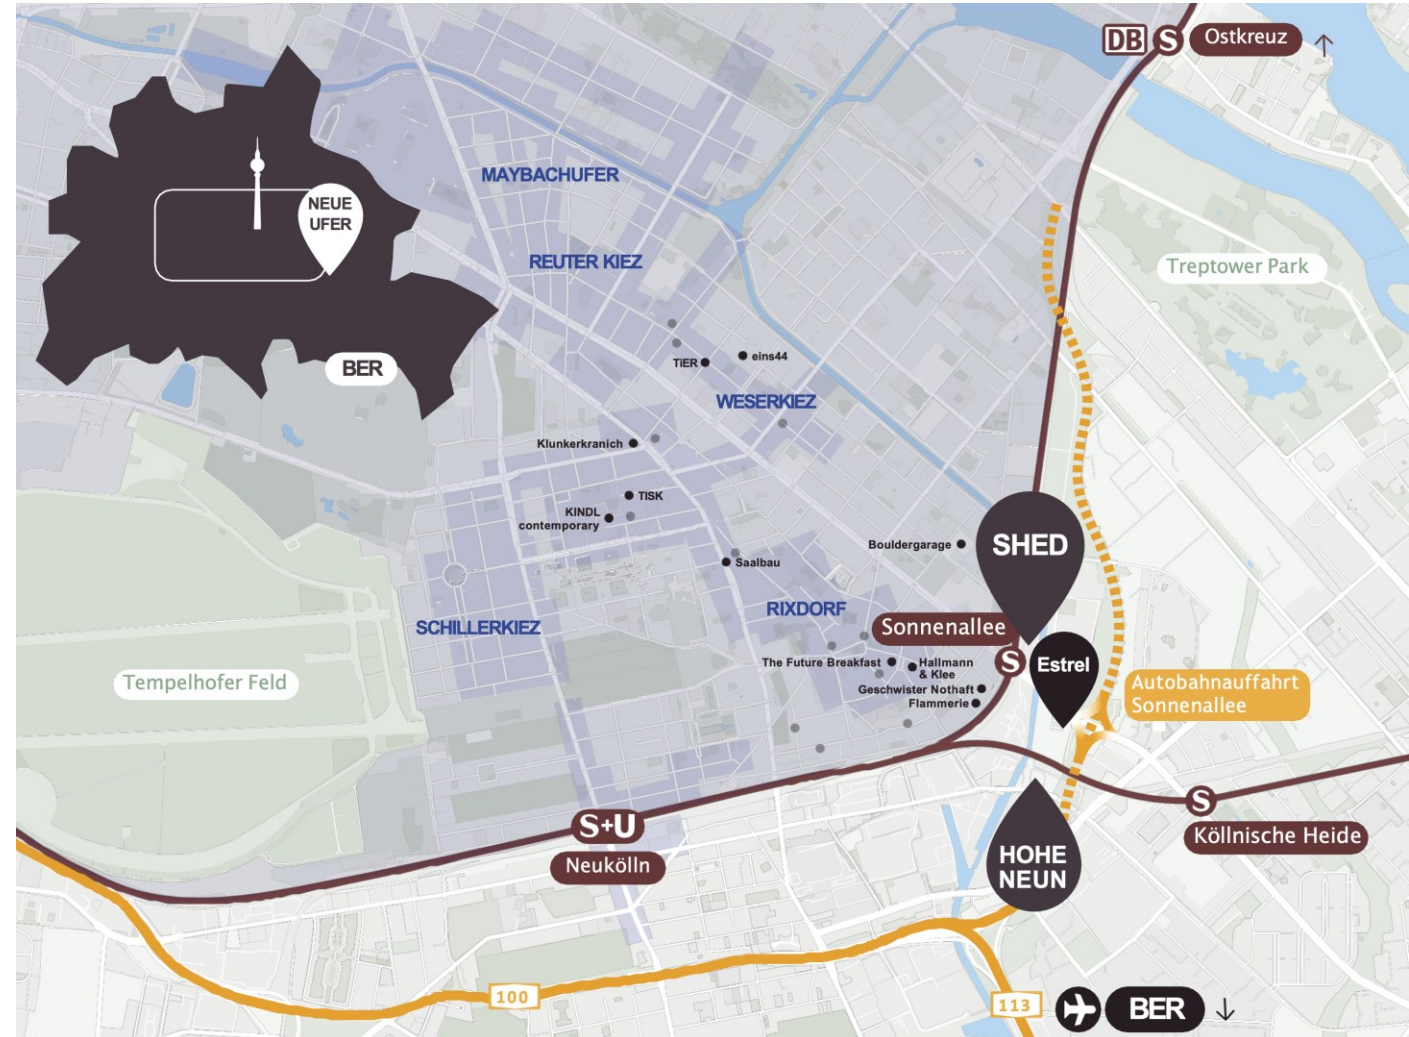 DB S Ostkreuz ↑
MAYBACHUFER
NEUE
UFER
REUTER KIEZ
Treptower Park
BER
eins44
TiER
WESERKIEZ
Klunkerkranich
TISK
KINDL
contemporary
Bouldergarage
SHED
Saalbau
RIXDORF
SCHILLERKIEZ
Sonnenallee
S
Estrel
The Future Breakfast
Hallmann
& Klee
Geschwister Nothaft
Flammerie
Tempelhofer Feld
Autobahnauffahrt
Sonnenallee
S
S+U
Neukölln
Köllnische Heide
HOHE
NEUN
100
113
BER ↓